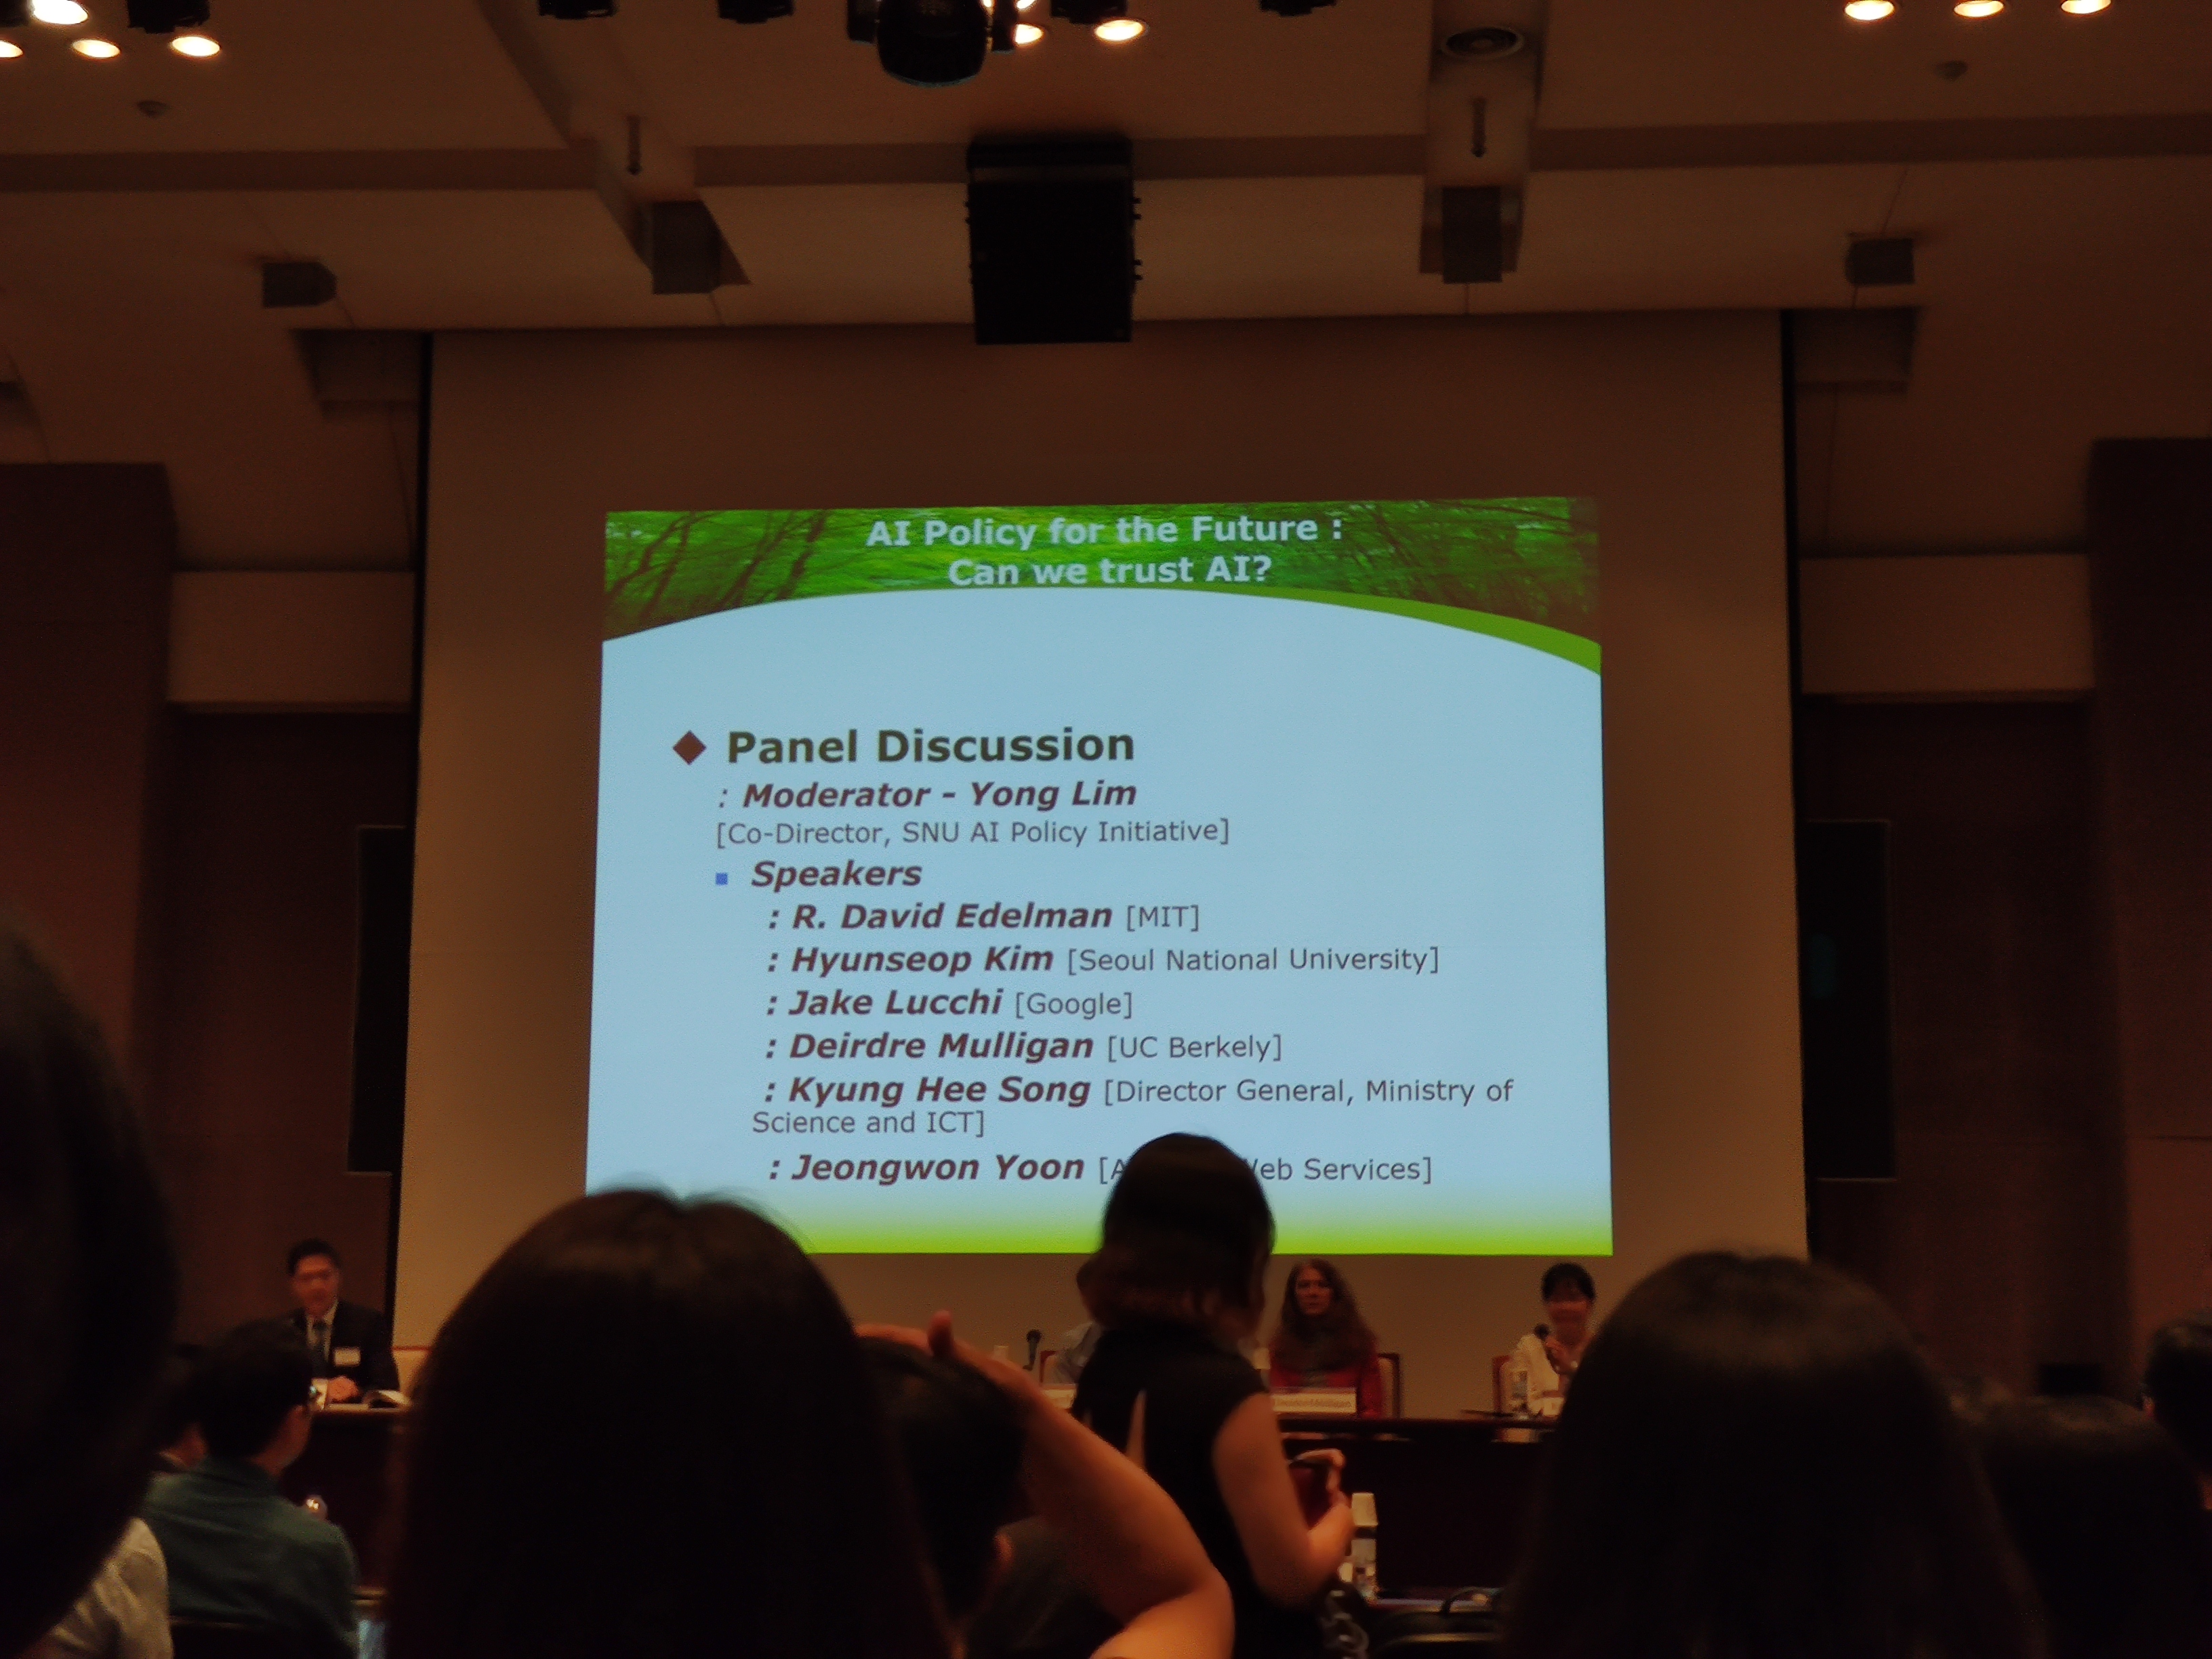 AI Policy for the Future :
Can we trust AI?
Panel Discussion
: Moderator - Yong Lim
[Co-Director, SNU AI Policy Initiative]
Speakers
: R. David Edelman [MIT]
: Hyunseop Kim [Seoul National University]
: Jake Lucchi [Google]
: Deirdre Mulligan [UC Berkely]
: Kyung Hee Song [Director General, Ministry of
Science and ICT]
: Jeongwon Yoon Services]